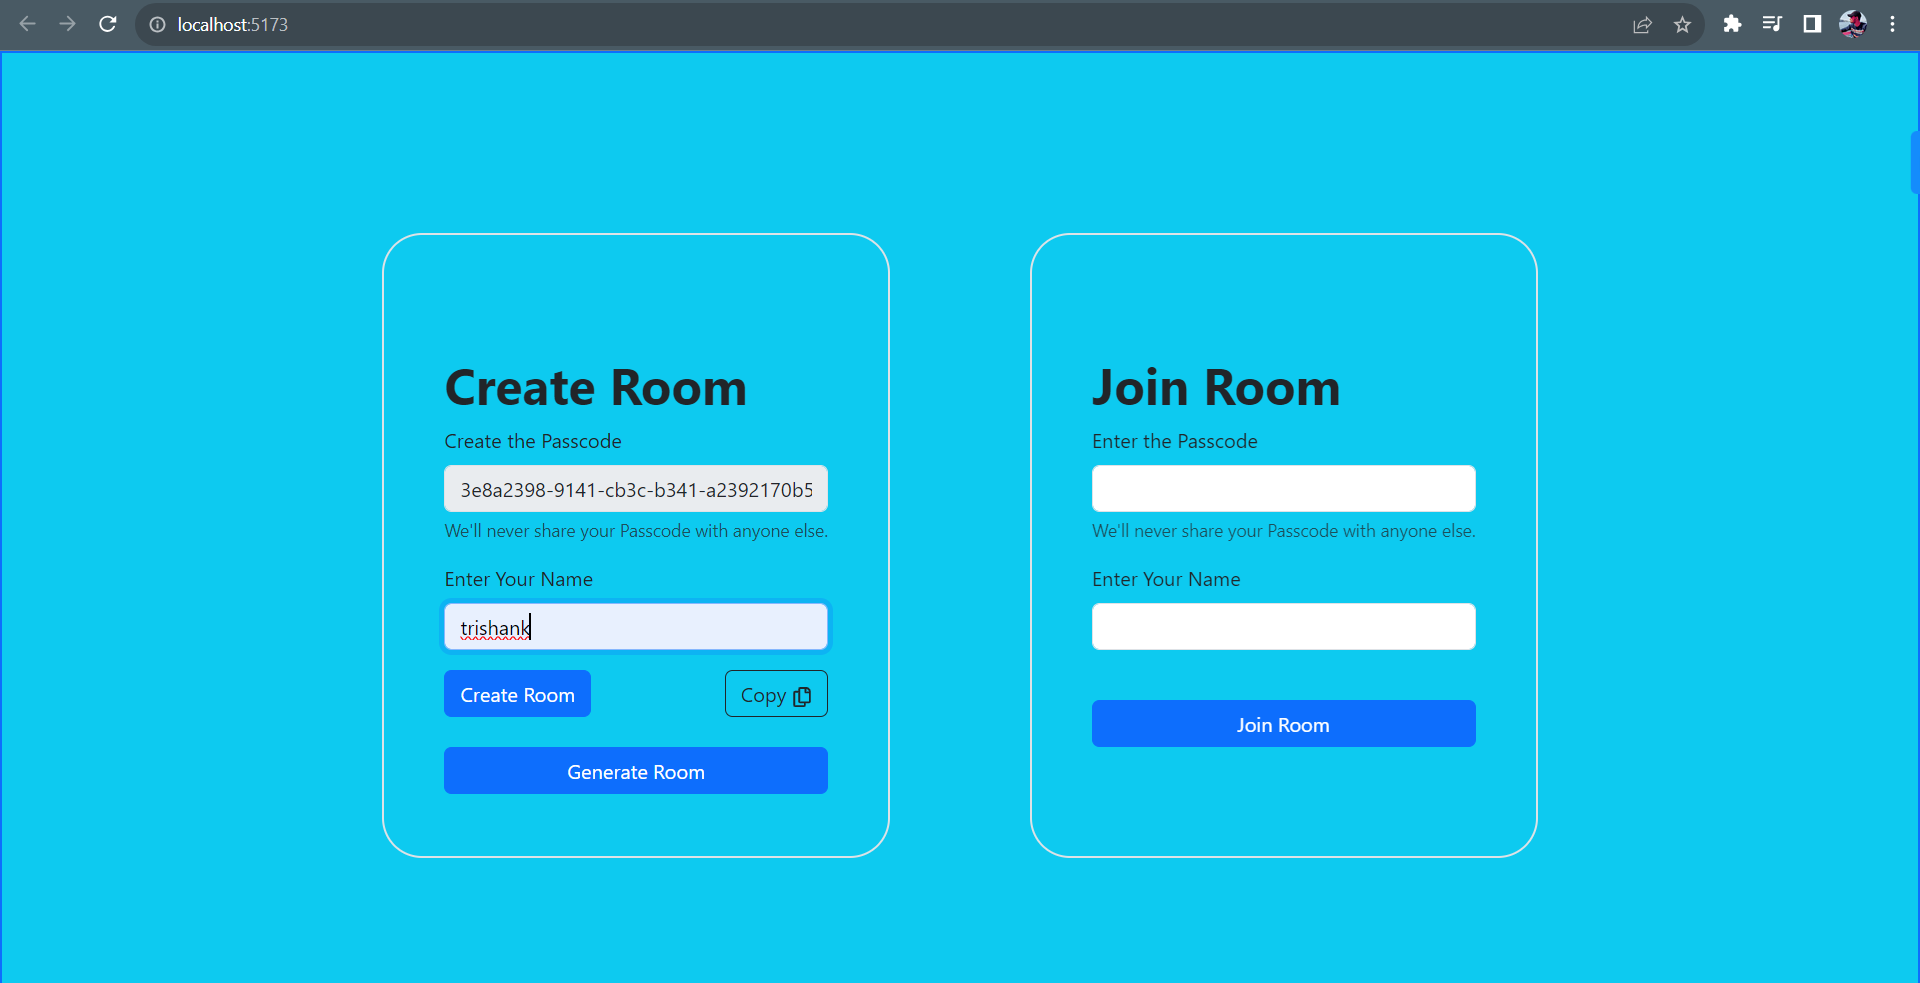 localhost:5173
Create Room
Create the Passcode
3e8a2398-9141-cb3c-b341-a2392170b5
We'll never share your Passcode with anyone else.
Enter Your Name
trishank
Create Room
Copy
Generate Room
Join Room
Enter the Passcode
We'll never share your Passcode with anyone else.
Enter Your Name
Join Room